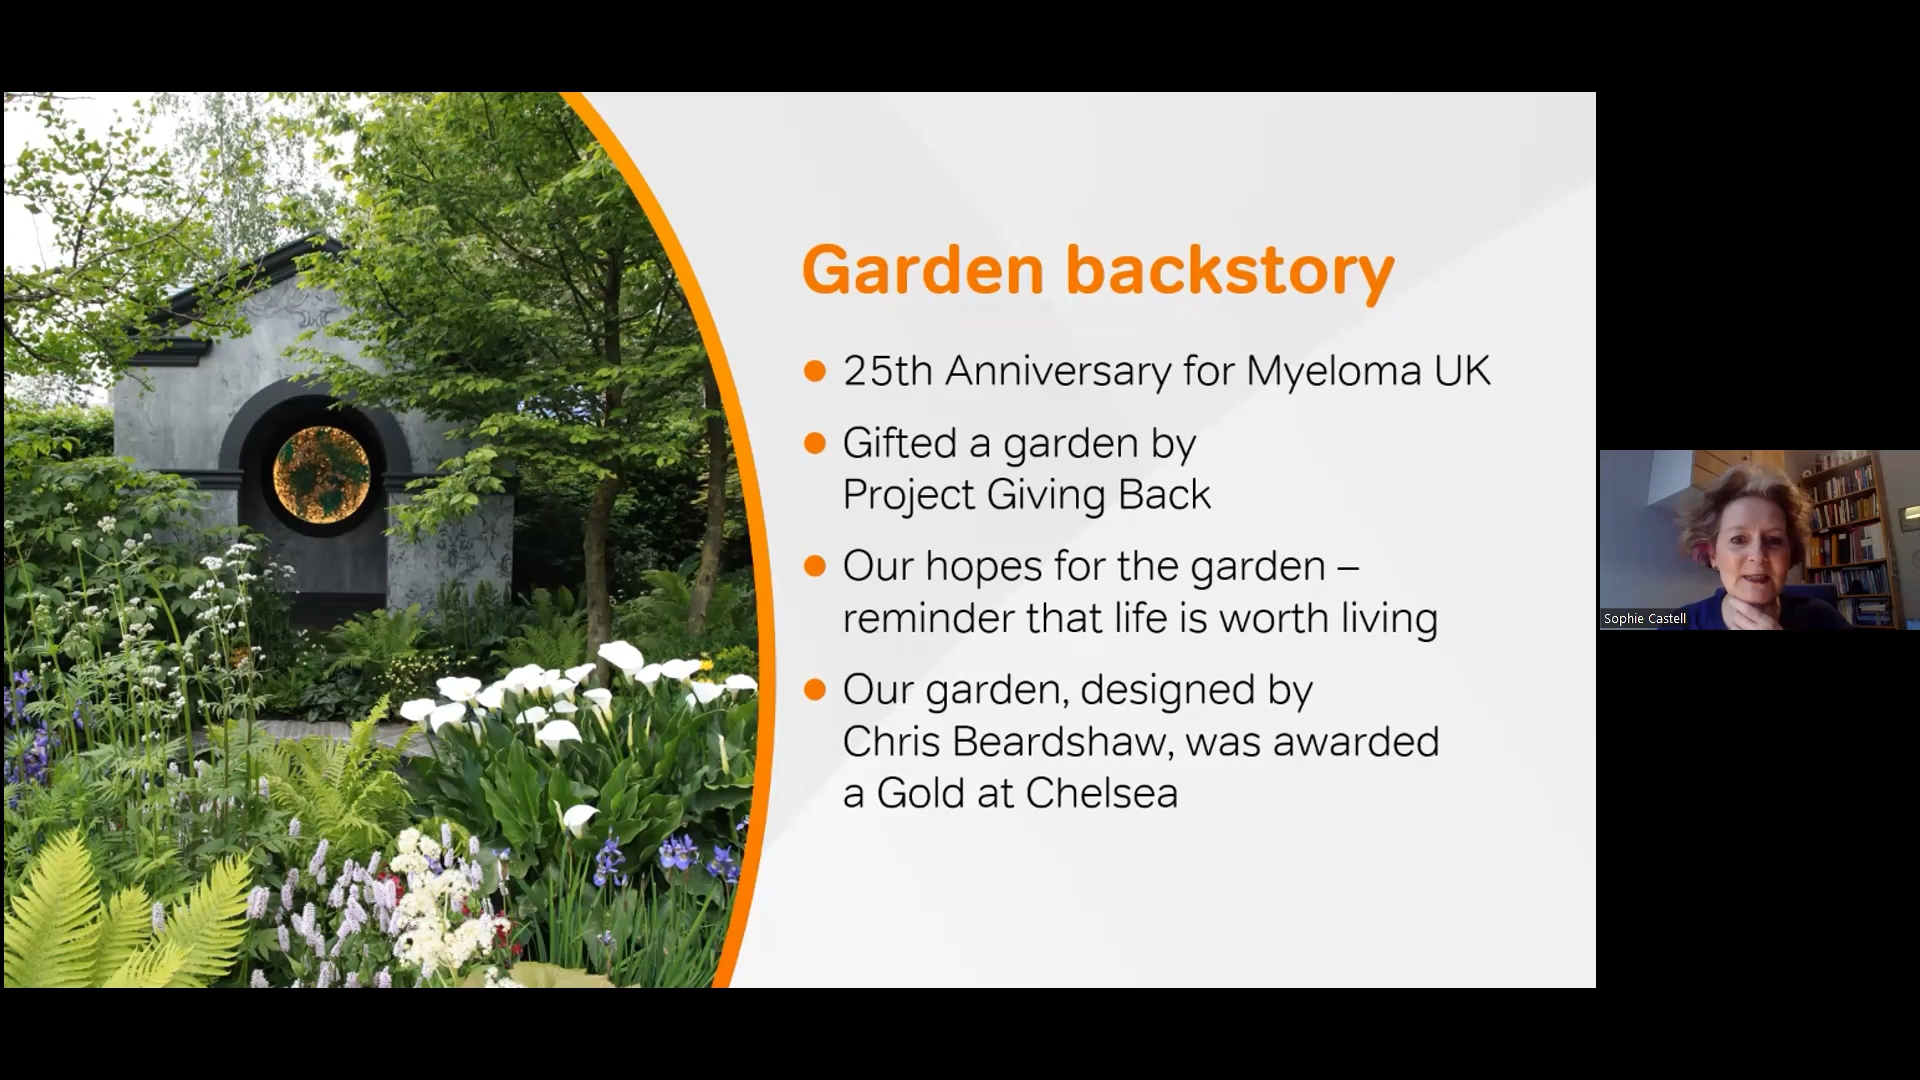 Garden backstory
25th Anniversary for Myeloma UK
Gifted a garden by
Project Giving Back
Our hopes for the garden –
reminder that life is worth living
Our garden, designed by
Chris Beardshaw, was awarded
a Gold at Chelsea
Sophie Castell